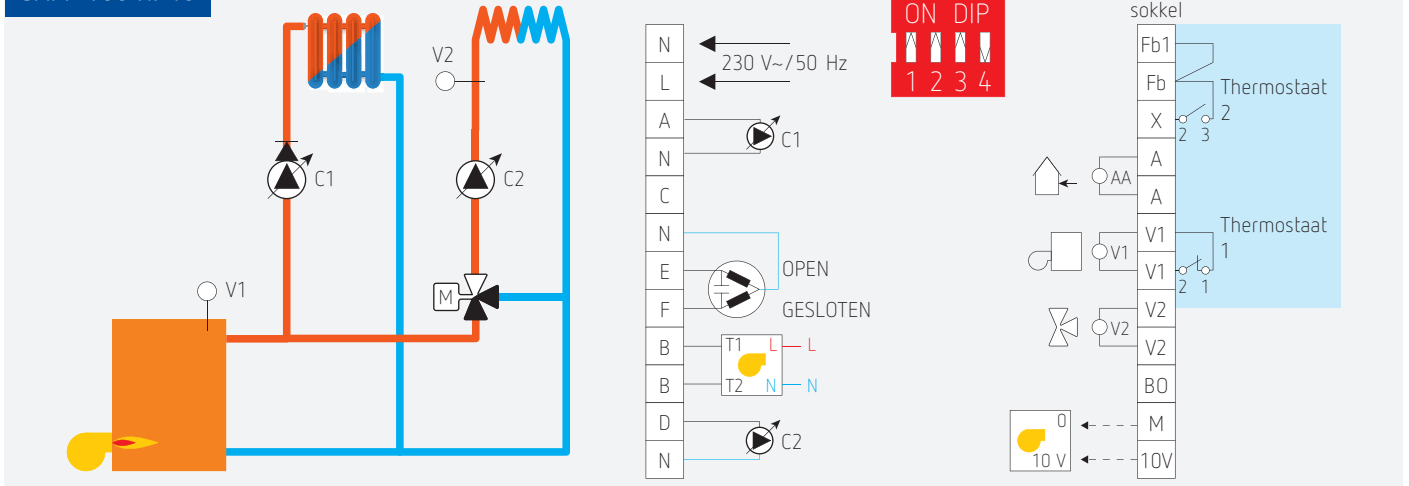 ON DIP
1 2 3 4
sokkel
V2
C1
C2
V1
M
N
L
A
N
C
N
E
F
B
B
D
N
230 V~/50 Hz
C1
OPEN
GESLOTEN
T1 L L
T2 N N
C2
Fb1
Fb
X
A
A
V1
V1
V2
V2
BO
M
10V
Thermostaat
2
2 3
AA
Thermostaat
1
V1
2 1
V2
0
10 V